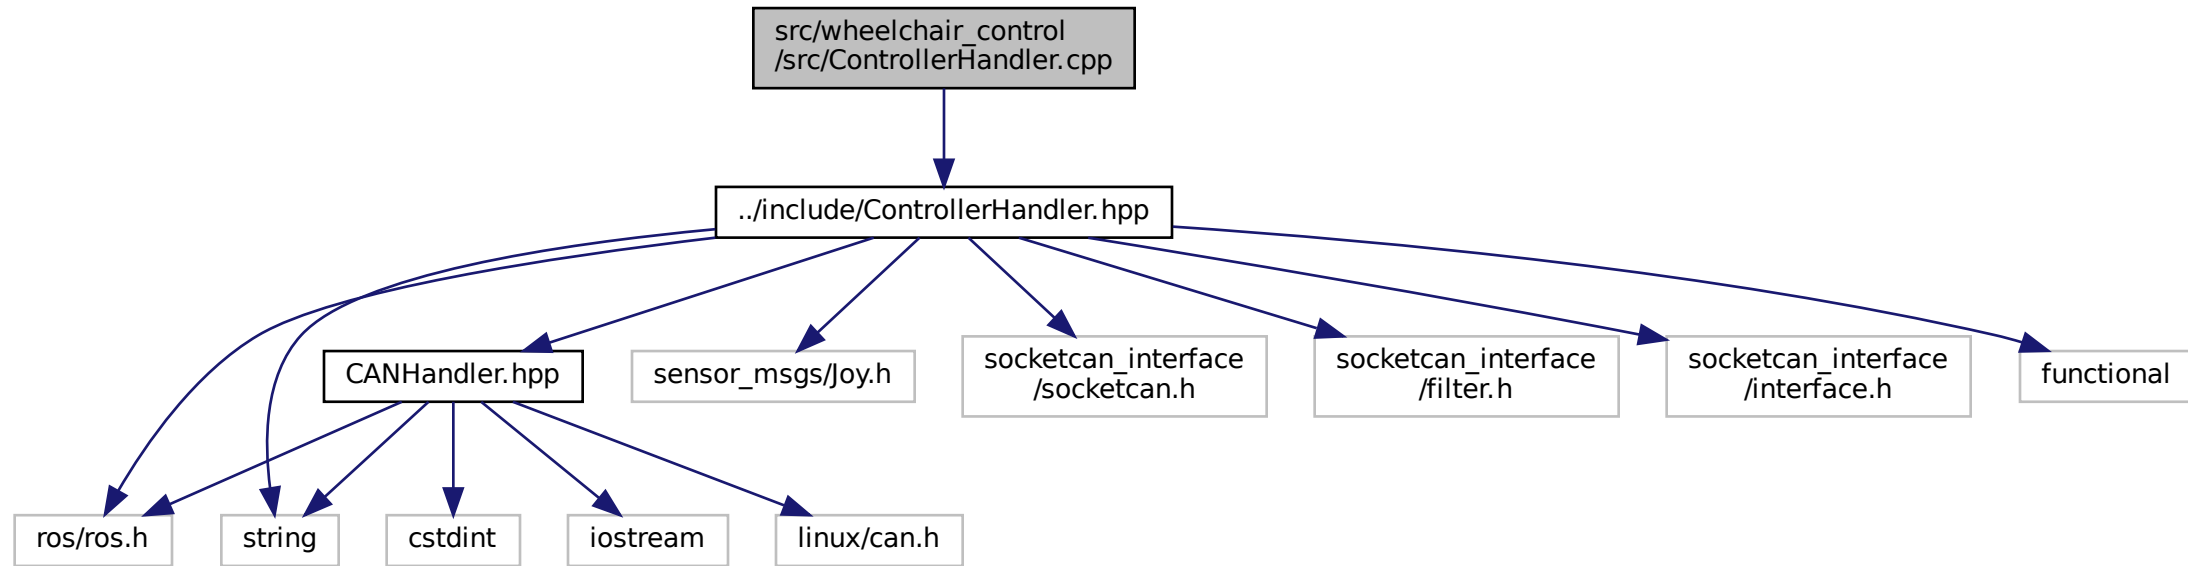 src/wheelchair_control
/src/ControllerHandler.cpp
../include/ControllerHandler.hpp
CANHandler.hpp
sensor_msgs/Joy.h
socketcan_interface
/socketcan.h
socketcan_interface
/filter.h
socketcan_interface
/interface.h
functional
ros/ros.h
string
cstdint
iostream
linux/can.h